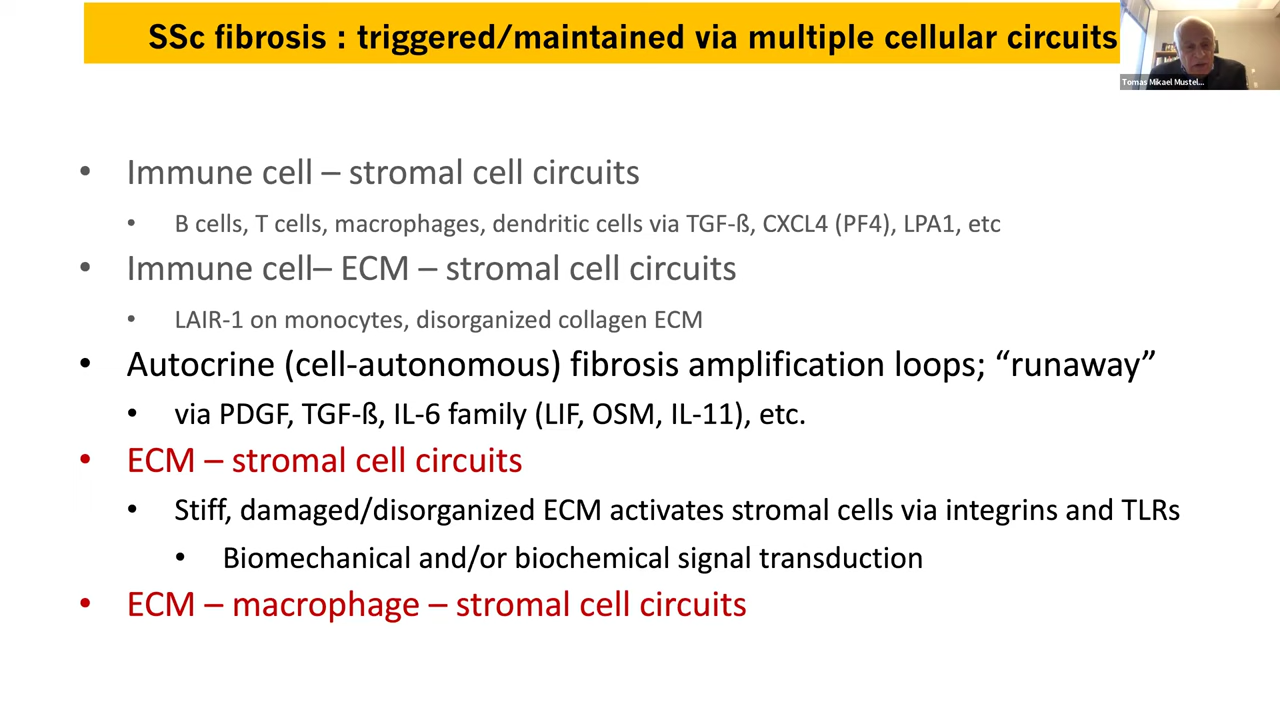 SSc fibrosis : triggered/maintained via multiple cellular circuits
Tomas Mikael Mustel...
• Immune cell – stromal cell circuits
• B cells, T cells, macrophages, dendritic cells via TGF-ß, CXCL4 (PF4), LPA1, etc
• Immune cell– ECM – stromal cell circuits
• LAIR-1 on monocytes, disorganized collagen ECM
• Autocrine (cell-autonomous) fibrosis amplification loops; “runaway”
• via PDGF, TGF-ß, IL-6 family (LIF, OSM, IL-11), etc.
• ECM – stromal cell circuits
• Stiff, damaged/disorganized ECM activates stromal cells via integrins and TLRs
• Biomechanical and/or biochemical signal transduction
• ECM – macrophage – stromal cell circuits